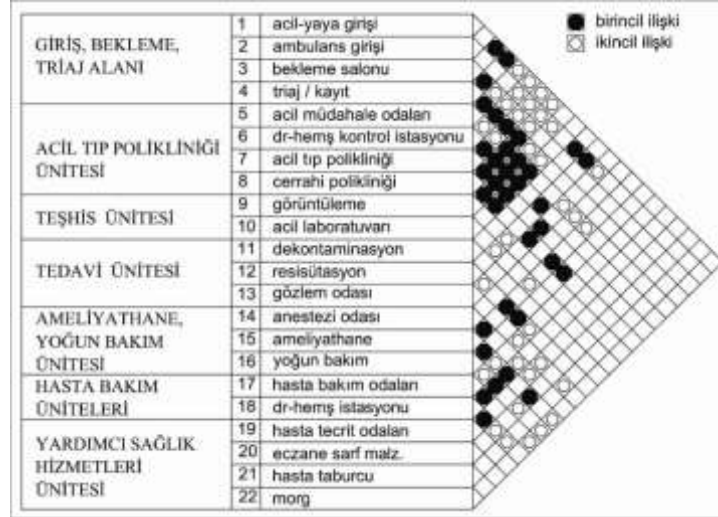 birincil ilişki
ikincil ilişki
GİRİŞ, BEKLEME,
TRİAJ ALANI
1 acil-yaya girişi
2 ambulans girişi
3 bekleme salonu
4 triaj / kayıt
ACİL TIP POLİKLİNİĞİ
ÜNİTESİ
5 acil müdahale odaları
6 dr-hemş kontrol istasyonu
7 acil tıp polikliniği
8 cerrahi polikliniği
TEŞHİS ÜNİTESİ
9 görüntüleme
10 acil laboratuvarı
TEDAVİ ÜNİTESİ
11 dekontaminasyon
12 resisütasyon
13 gözlem odası
AMELİYATHANE,
YOĞUN BAKIM
ÜNİTESİ
14 anestezi odası
15 ameliyathane
16 yoğun bakım
HASTA BAKIM
ÜNİTELERİ
17 hasta bakım odaları
18 dr-hemş istasyonu
YARDIMCI SAĞLIK
HİZMETLERİ
ÜNİTESİ
19 hasta tecrit odaları
20 eczane sarf malz.
21 hasta taburcu
22 morg